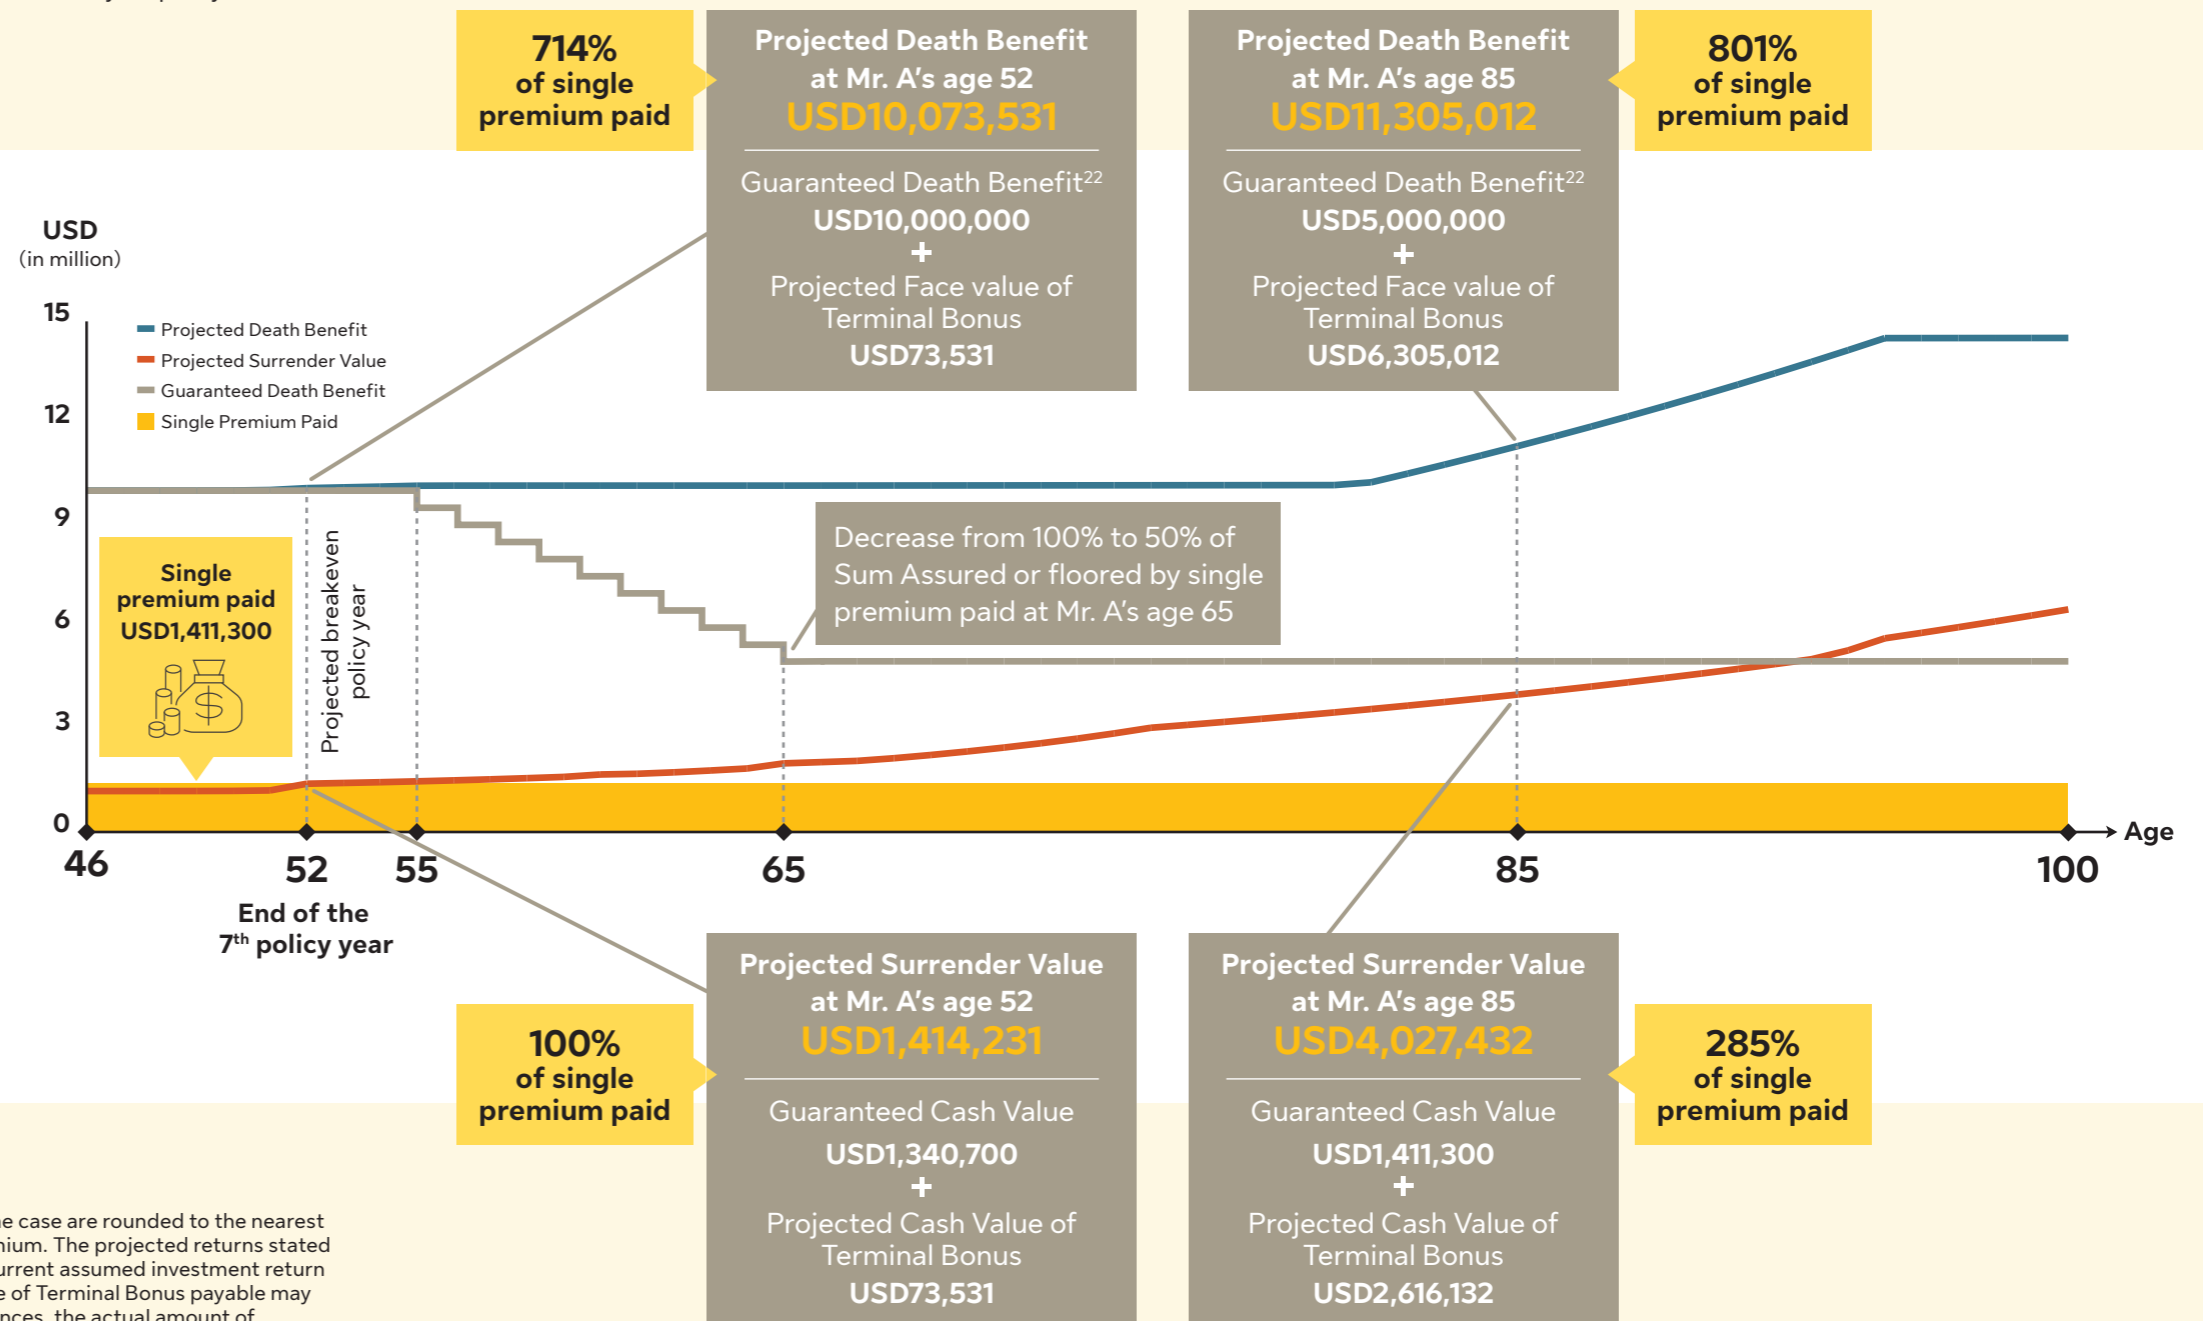 714%
of single
premium paid
Projected Death Benefit
at Mr. A's age 52
USD10,073,531
Guaranteed Death Benefit22
USD10,000,000
+
Projected Face value of
Terminal Bonus
USD73,531
Projected Death Benefit
at Mr. A's age 85
USD11,305,012
Guaranteed Death Benefit22
USD5,000,000
+
Projected Face value of
Terminal Bonus
USD6,305,012
801%
of single
premium paid
USD
(in million)
15
12
9
6
3
0
Projected Death Benefit
Projected Surrender Value
Guaranteed Death Benefit
Single Premium Paid
Single
premium paid
USD1,411,300
Projected breakeven
policy year
Decrease from 100% to 50% of
Sum Assured or floored by single
premium paid at Mr. A's age 65
46
52
55
65
85
100
Age
End of the
7th policy year
100%
of single
premium paid
Projected Surrender Value
at Mr. A's age 52
USD1,414,231
Guaranteed Cash Value
USD1,340,700
+
Projected Cash Value of
Terminal Bonus
USD73,531
Projected Surrender Value
at Mr. A's age 85
USD4,027,432
Guaranteed Cash Value
USD1,411,300
+
Projected Cash Value of
Terminal Bonus
USD2,616,132
285%
of single
premium paid
e case are rounded to the nearest
nium. The projected returns stated
urrent assumed investment return
e of Terminal Bonus payable may
nces, the actual amount of